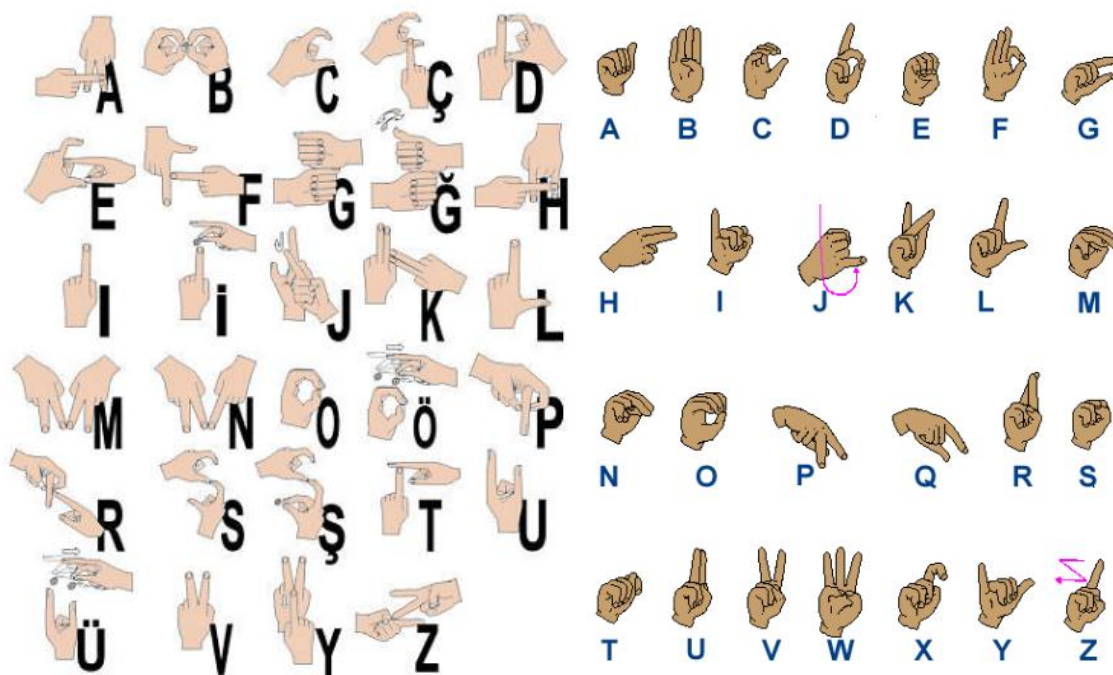 A B C Ç D
E F G Ğ H
I İ J K L
M N O Ö P
R S Ş T U
Ü V Y Z
A B C D E F G
H I J K L M
N O P Q R S
T U V W X Y Z